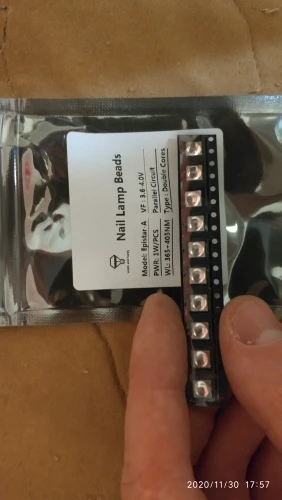 Nail Lamp Beads
Model: Epistar A VF: 3.6-4.0V
PWR: 1W/PCS Parallel Circuit
WL: 365-405NM Type: Double Cores
2020/11/30 17:57